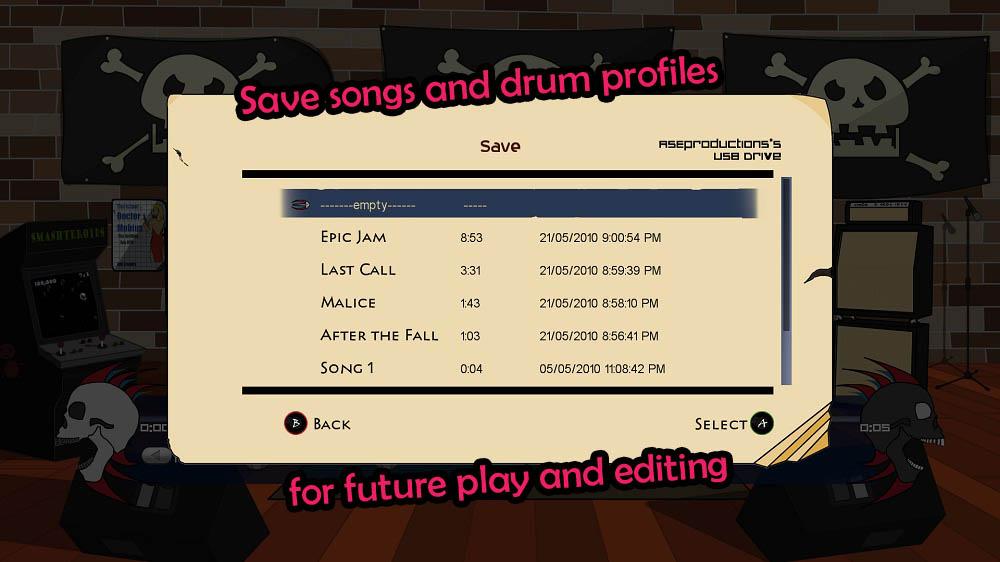 Save songs and drum profiles
Save
Aseproductions's
USB Drive
-------empty------ -----
Epic Jam 8:53 21/05/2010 9:00:54 PM
Last Call 3:31 21/05/2010 8:59:39 PM
Malice 1:43 21/05/2010 8:58:10 PM
After the Fall 1:03 21/05/2010 8:56:41 PM
Song 1 0:04 05/05/2010 11:08:42 PM
B Back
Select A
for future play and editing
SMASHTEROIDS
Doctor
0:00
0:05